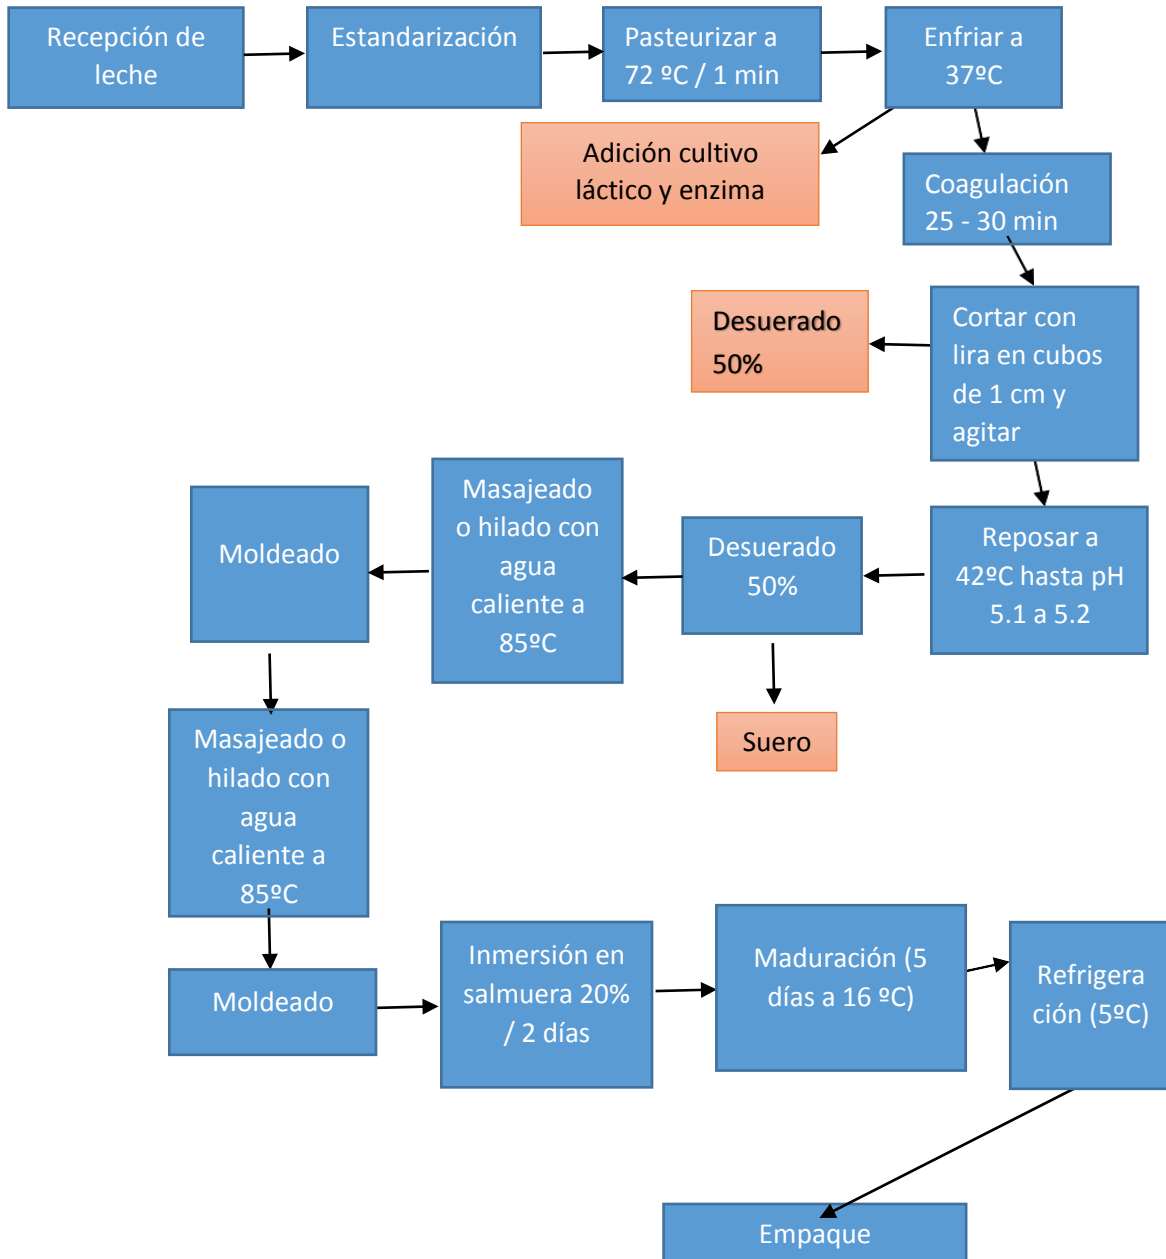 Recepción de
leche
Estandarización
Pasteurizar a
72 ºC / 1 min
Enfriar a
37ºC
Adición cultivo
láctico y enzima
Coagulación
25 - 30 min
Cortar con
lira en cubos
de 1 cm y
agitar
Desuerado
50%
Reposar a
42ºC hasta pH
5.1 a 5.2
Desuerado
50%
Suero
Masajeado
o hilado con
agua
caliente a
85ºC
Moldeado
Masajeado o
hilado con
agua
caliente a
85ºC
Moldeado
Inmersión en
salmuera 20%
/ 2 días
Maduración (5
días a 16 ºC)
Refrigera
ción (5ºC)
Empaque